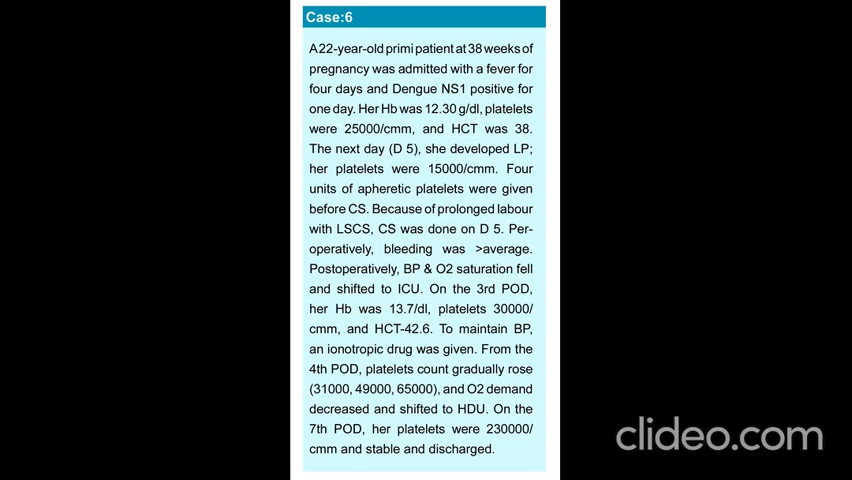 Case:6
A 22-year-old primi patient at 38 weeks of
pregnancy was admitted with a fever for
four days and Dengue NS1 positive for
one day. Her Hb was 12.30 g/dl, platelets
were 25000/cmm, and HCT was 38.
The next day (D 5), she developed LP;
her platelets were 15000/cmm. Four
units of apheretic platelets were given
before CS. Because of prolonged labour
with LSCS, CS was done on D 5. Per-
operatively, bleeding was >average.
Postoperatively, BP & O2 saturation fell
and shifted to ICU. On the 3rd POD,
her Hb was 13.7/dl, platelets 30000/
cmm, and HCT-42.6. To maintain BP,
an ionotropic drug was given. From the
4th POD, platelets count gradually rose
(31000, 49000, 65000), and O2 demand
decreased and shifted to HDU. On the
7th POD, her platelets were 230000/
cmm and stable and discharged.
clideo.com